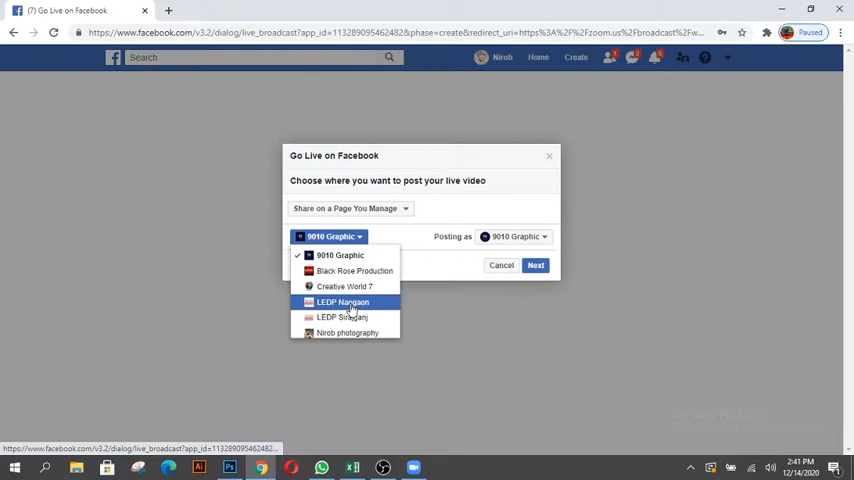 (7) Facebook
https://www.facebook.com/v3.2/dialog/live_broadcast?app_id=113289095462482&phase=create&redirect_uri=https%3A%2F%2Fzoom.us%2Fbroadcast%2Fw...
Paused
Search
Nirob
Home
Create
1
2
6
Go Live on Facebook
Choose where you want to post your live video
Share on a Page You Manage
9010 Graphic
Posting as
9010 Graphic
9010 Graphic
Black Rose Production
Cancel
Next
Creative World 7
LEDP Naogaon
LEDP Sirajganj
Nirob photography
https://www.facebook.com/v3.2/dialog/live_broadcast?app_id=113289095462482...
2:41 PM
12/14/2020